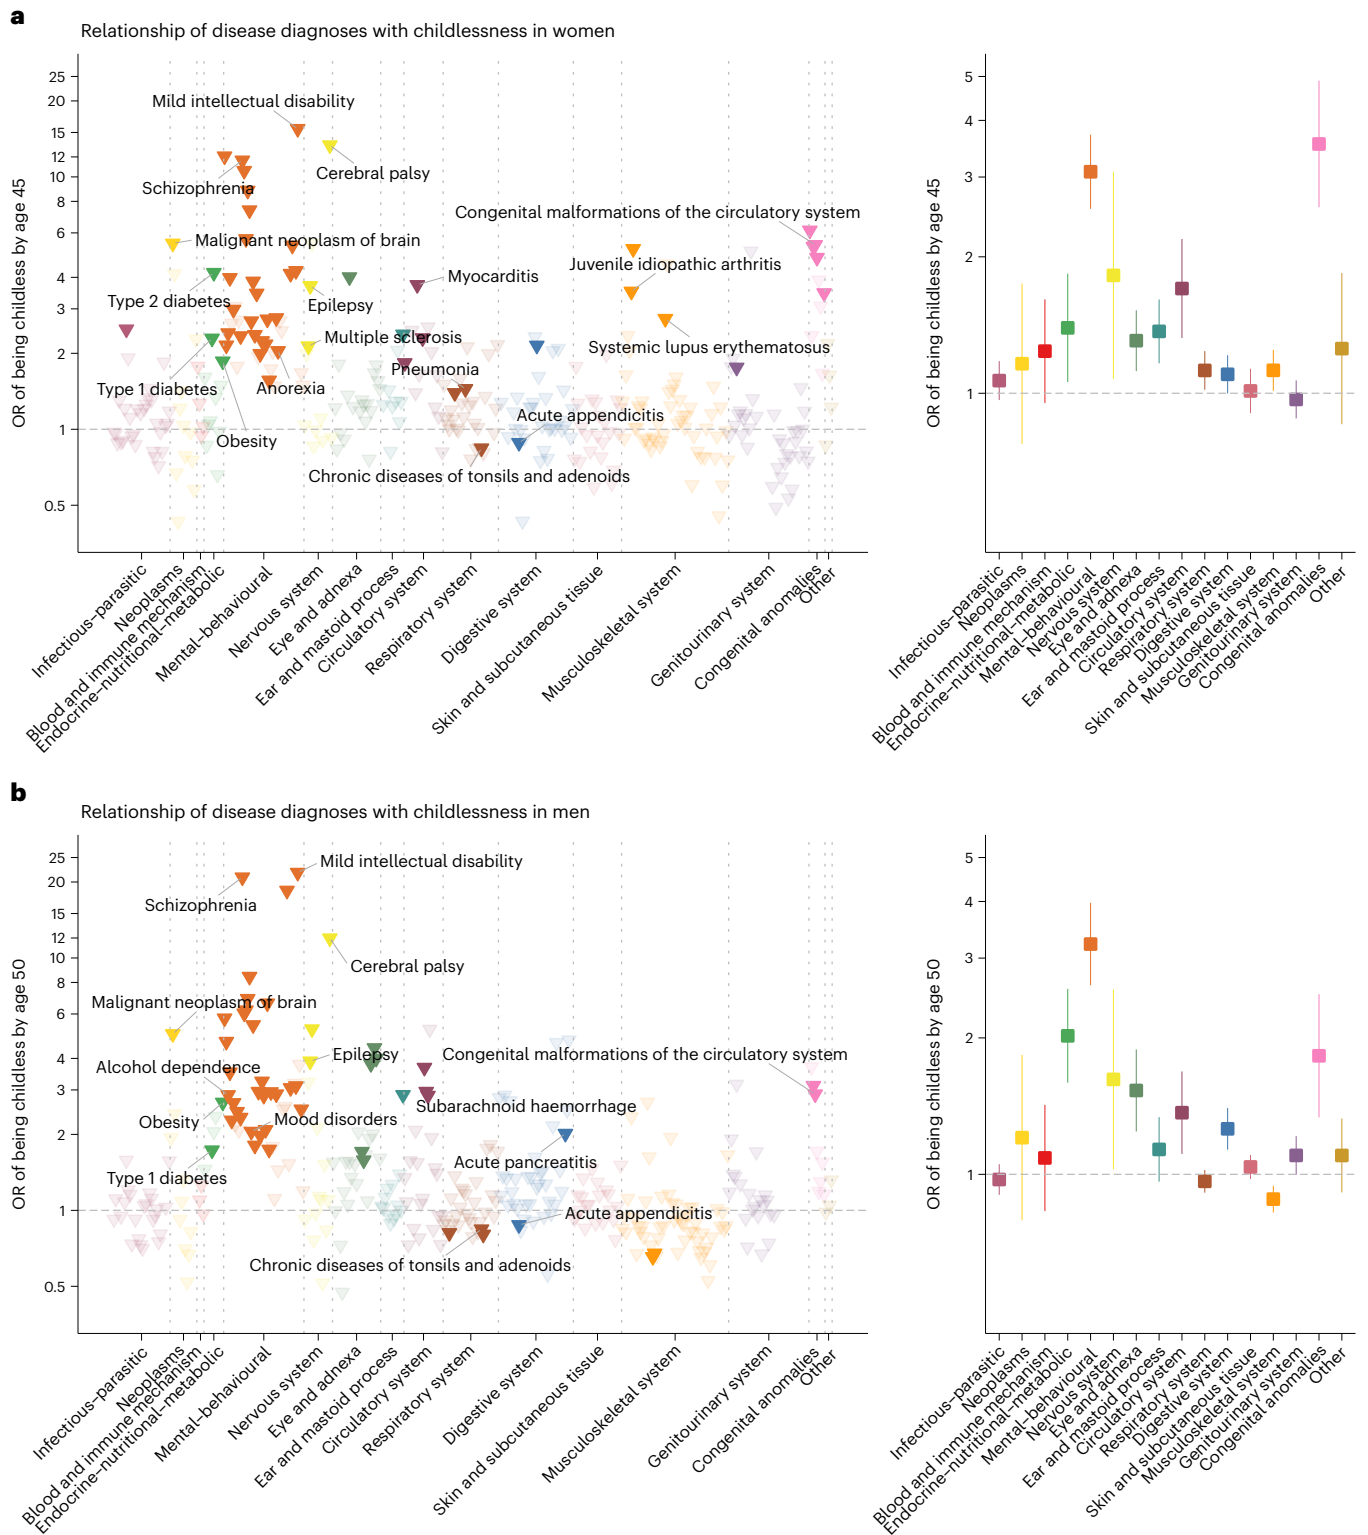 a
Relationship of disease diagnoses with childlessness in women
OR of being childless by age 45
25
20
15
12
10
8
6
4
3
2
1
0.5
Mild intellectual disability
Cerebral palsy
Schizophrenia
Congenital malformations of the circulatory system
Malignant neoplasm of brain
Juvenile idiopathic arthritis
Myocarditis
Type 2 diabetes
Epilepsy
Multiple sclerosis
Systemic lupus erythematosus
Pneumonia
Type 1 diabetes
Anorexia
Acute appendicitis
Obesity
Chronic diseases of tonsils and adenoids
Infectious–parasitic
Neoplasms
Blood and immune mechanism
Endocrine–nutritional–metabolic
Mental–behavioural
Nervous system
Eye and adnexa
Ear and mastoid process
Circulatory system
Respiratory system
Digestive system
Skin and subcutaneous tissue
Musculoskeletal system
Genitourinary system
Congenital anomalies
Other
OR of being childless by age 45
5
4
3
2
1
Infectious–parasitic
Neoplasms
Blood and immune mechanism
Endocrine–nutritional–metabolic
Mental–behavioural
Nervous system
Eye and adnexa
Ear and mastoid process
Circulatory system
Respiratory system
Digestive system
Skin and subcutaneous tissue
Musculoskeletal system
Genitourinary system
Congenital anomalies
Other
b
Relationship of disease diagnoses with childlessness in men
OR of being childless by age 50
25
20
15
12
10
8
6
4
3
2
1
0.5
Mild intellectual disability
Schizophrenia
Cerebral palsy
Malignant neoplasm of brain
Epilepsy
Congenital malformations of the circulatory system
Alcohol dependence
Subarachnoid haemorrhage
Obesity
Mood disorders
Acute pancreatitis
Type 1 diabetes
Acute appendicitis
Chronic diseases of tonsils and adenoids
Infectious–parasitic
Neoplasms
Blood and immune mechanism
Endocrine–nutritional–metabolic
Mental–behavioural
Nervous system
Eye and adnexa
Ear and mastoid process
Circulatory system
Respiratory system
Digestive system
Skin and subcutaneous tissue
Musculoskeletal system
Genitourinary system
Congenital anomalies
Other
OR of being childless by age 50
5
4
3
2
1
Infectious–parasitic
Neoplasms
Blood and immune mechanism
Endocrine–nutritional–metabolic
Mental–behavioural
Nervous system
Eye and adnexa
Ear and mastoid process
Circulatory system
Respiratory system
Digestive system
Skin and subcutaneous tissue
Musculoskeletal system
Genitourinary system
Congenital anomalies
Other